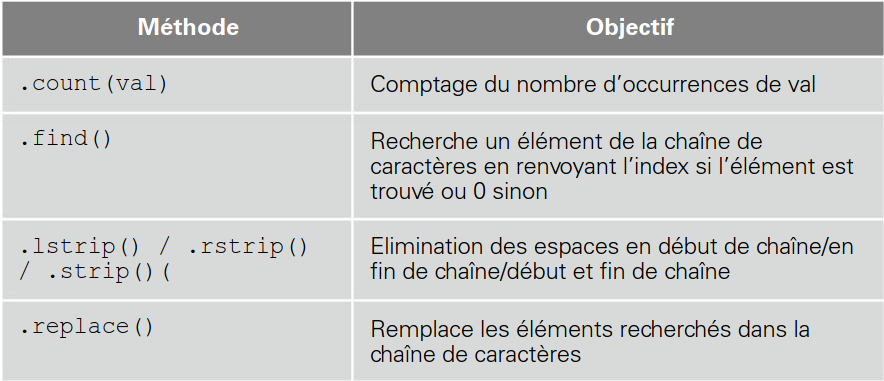 Méthode Objectif
.count(val) Comptage du nombre d’occurrences de val
.find() Recherche un élément de la chaîne de
caractères en renvoyant l’index si l’élément est
trouvé ou 0 sinon
.lstrip() / .rstrip() Elimination des espaces en début de chaîne/en
/ .strip()( fin de chaîne/début et fin de chaîne
.replace() Remplace les éléments recherchés dans la
chaîne de caractères